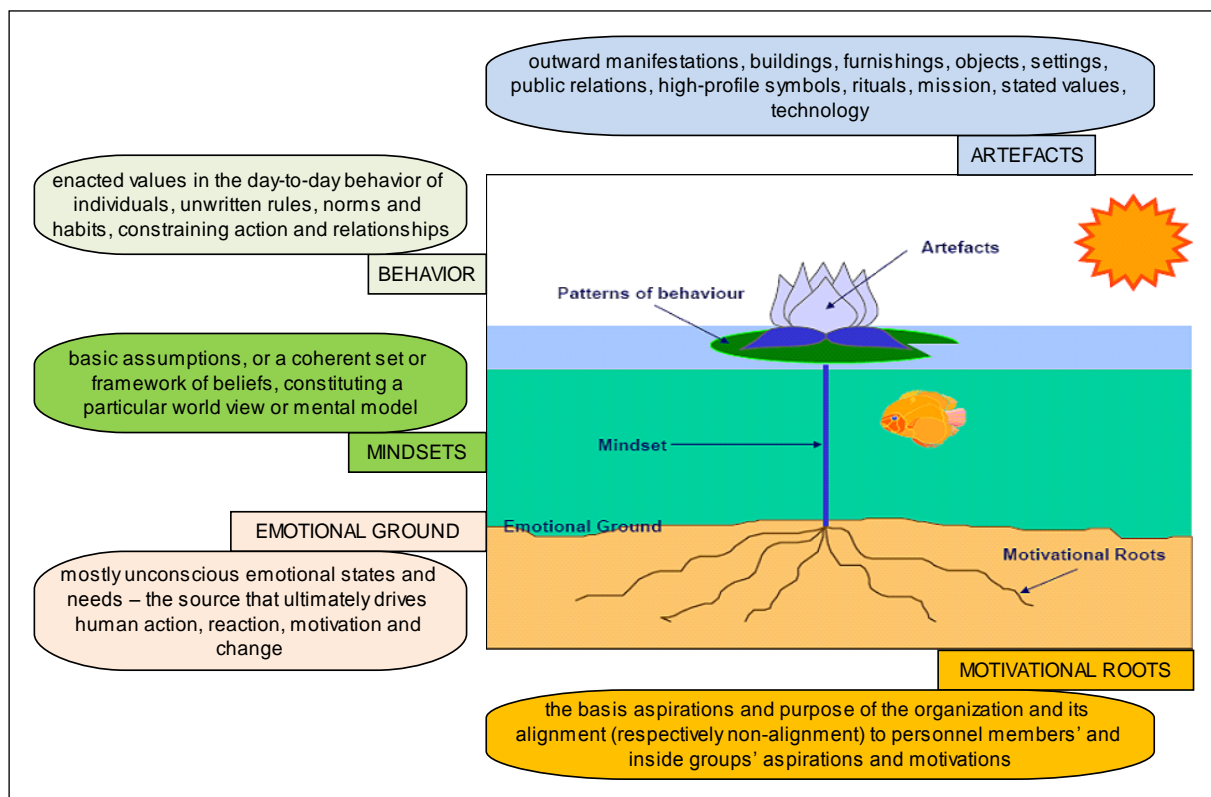 outward manifestations, buildings, furnishings, objects, settings,
public relations, high-profile symbols, rituals, mission, stated values,
technology
ARTEFACTS
enacted values in the day-to-day behavior of
individuals, unwritten rules, norms and
habits, constraining action and relationships
BEHAVIOR
Artefacts
Patterns of behaviour
basic assumptions, or a coherent set or
framework of beliefs, constituting a
particular world view or mental model
MINDSETS
Mindset
EMOTIONAL GROUND
Emotional Ground
mostly unconscious emotional states and
needs – the source that ultimately drives
human action, reaction, motivation and
change
Motivational Roots
MOTIVATIONAL ROOTS
the basis aspirations and purpose of the organization and its
alignment (respectively non-alignment) to personnel members' and
inside groups' aspirations and motivations